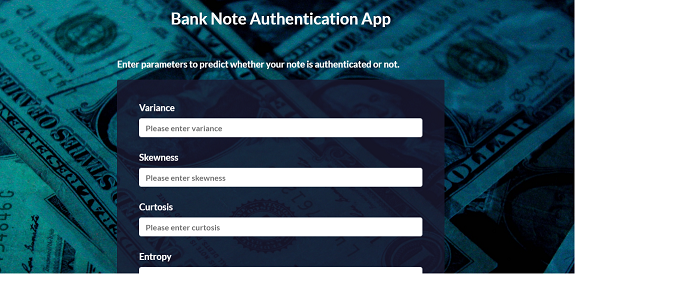 Bank Note Authentication App
Enter parameters to predict whether your note is authenticated or not.
Variance
Please enter variance
Skewness
Please enter skewness
Curtosis
Please enter curtosis
Entropy